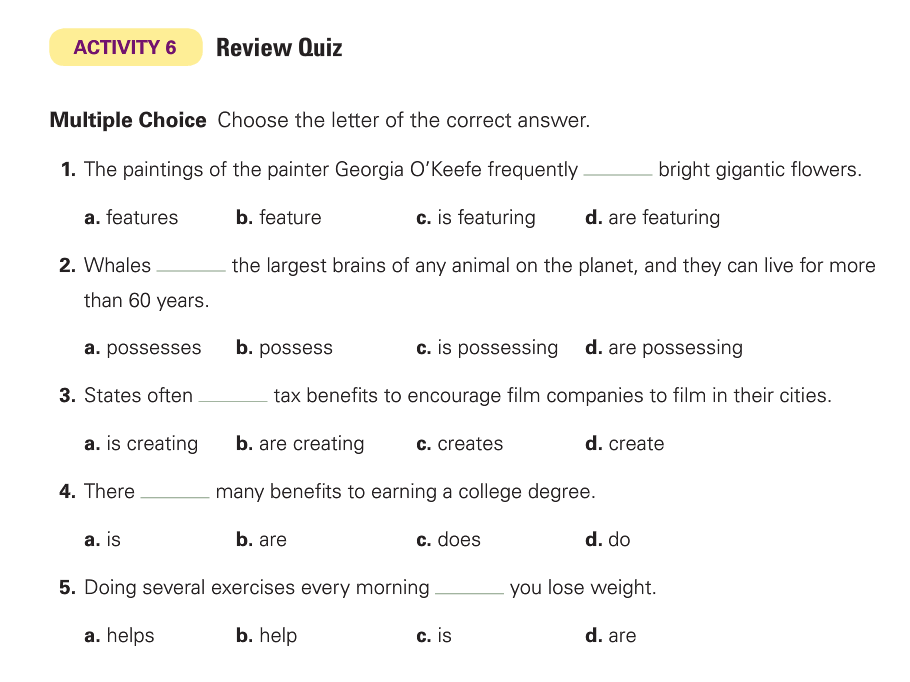 ACTIVITY 6 Review Quiz
Multiple Choice Choose the letter of the correct answer.
1. The paintings of the painter Georgia O'Keefe frequently ______ bright gigantic flowers.
a. features b. feature c. is featuring d. are featuring
2. Whales ______ the largest brains of any animal on the planet, and they can live for more
than 60 years.
a. possesses b. possess c. is possessing d. are possessing
3. States often ______ tax benefits to encourage film companies to film in their cities.
a. is creating b. are creating c. creates d. create
4. There ______ many benefits to earning a college degree.
a. is b. are c. does d. do
5. Doing several exercises every morning ______ you lose weight.
a. helps b. help c. is d. are